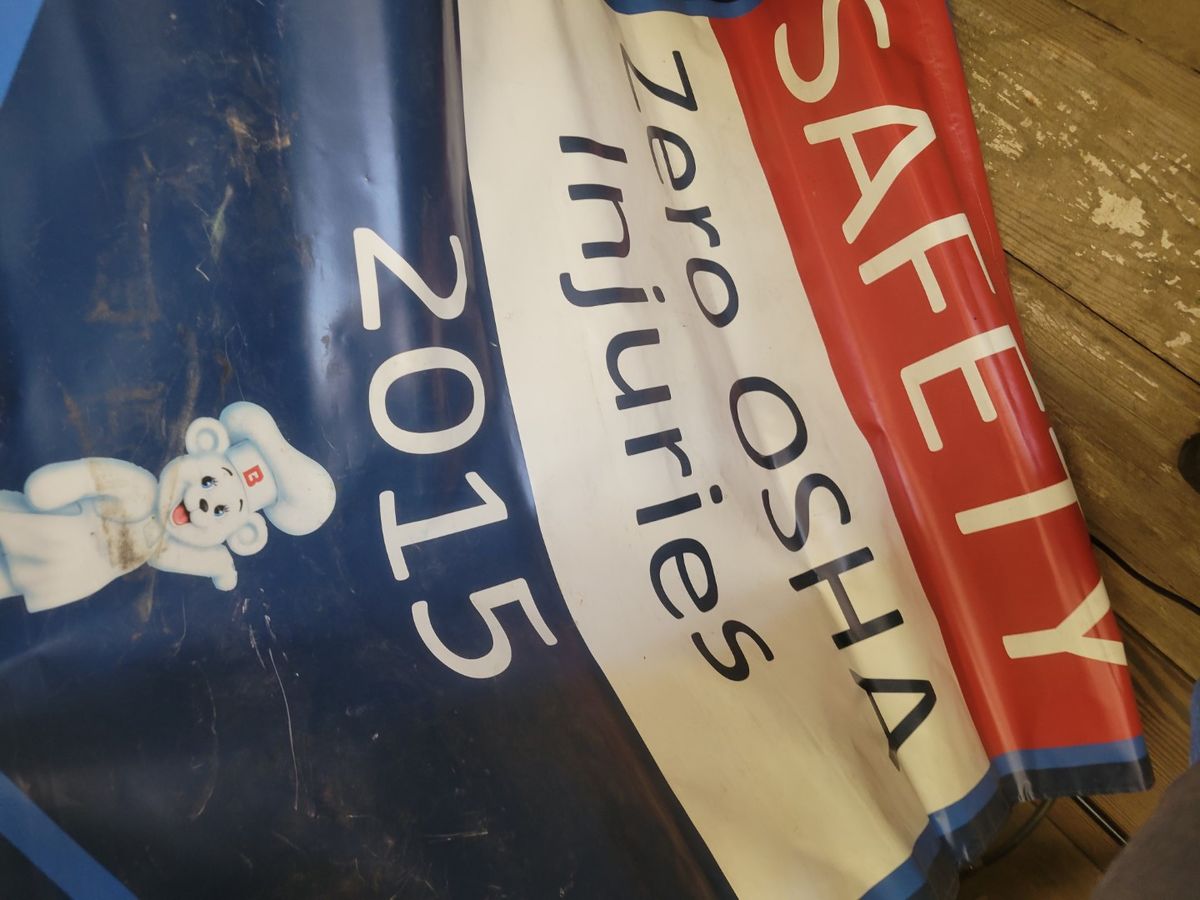 SAFETY
Zero OSHA
Injuries
2015
B